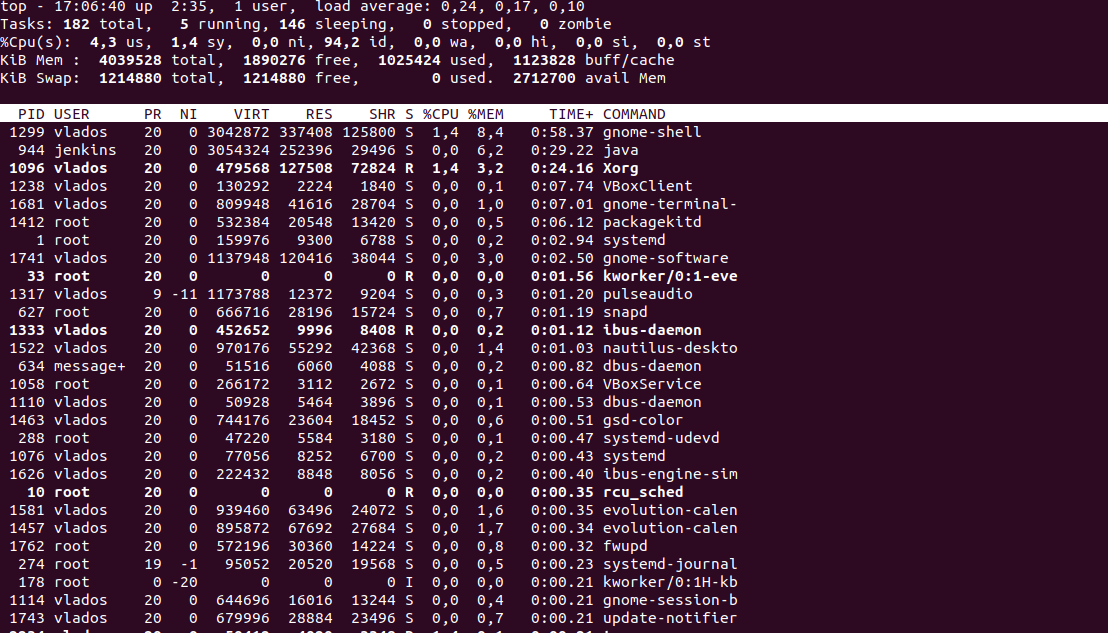 top - 17:06:40 up  2:35,  1 user,  load average: 0,24, 0,17, 0,10
Tasks: 182 total,   5 running, 146 sleeping,   0 stopped,   0 zombie
%Cpu(s):  4,3 us,  1,4 sy,  0,0 ni, 94,2 id,  0,0 wa,  0,0 hi,  0,0 si,  0,0 st
KiB Mem :  4039528 total,  1890276 free,  1025424 used,  1123828 buff/cache
KiB Swap:  1214880 total,  1214880 free,        0 used.  2712700 avail Mem
PID USER      PR  NI    VIRT    RES    SHR S %CPU %MEM     TIME+ COMMAND
1299 vlados    20   0 3042872 337408 125800 S  1,4  8,4   0:58.37 gnome-shell
944 jenkins   20   0 3054324 252396  29496 S  0,0  6,2   0:29.22 java
1096 vlados    20   0  479568 127508  72824 R  1,4  3,2   0:24.16 Xorg
1238 vlados    20   0  130292   2224   1840 S  0,0  0,1   0:07.74 VBoxClient
1681 vlados    20   0  809948  41616  28704 S  0,0  1,0   0:07.01 gnome-terminal-
1412 root      20   0  532384  20548  13420 S  0,0  0,5   0:06.12 packagekitd
1 root      20   0  159976   9300   6788 S  0,0  0,2   0:02.94 systemd
1741 vlados    20   0 1137948 120416  38044 S  0,0  3,0   0:02.50 gnome-software
33 root      20   0       0      0      0 R  0,0  0,0   0:01.56 kworker/0:1-eve
1317 vlados     9 -11 1173788  12372   9204 S  0,0  0,3   0:01.20 pulseaudio
627 root      20   0  666716  28196  15724 S  0,0  0,7   0:01.19 snapd
1333 vlados    20   0  452652   9996   8408 R  0,0  0,2   0:01.12 ibus-daemon
1522 vlados    20   0  970176  55292  42368 S  0,0  1,4   0:01.03 nautilus-deskto
634 message+  20   0   51516   6060   4088 S  0,0  0,2   0:00.82 dbus-daemon
1058 root      20   0  266172   3112   2672 S  0,0  0,1   0:00.64 VBoxService
1110 vlados    20   0   50928   5464   3896 S  0,0  0,1   0:00.53 dbus-daemon
1463 vlados    20   0  744176  23604  18452 S  0,0  0,6   0:00.51 gsd-color
288 root      20   0   47220   5584   3180 S  0,0  0,1   0:00.47 systemd-udevd
1076 vlados    20   0   77056   8252   6700 S  0,0  0,2   0:00.43 systemd
1626 vlados    20   0  222432   8848   8056 S  0,0  0,2   0:00.40 ibus-engine-sim
10 root      20   0       0      0      0 R  0,0  0,0   0:00.35 rcu_sched
1581 vlados    20   0  939460  63496  24072 S  0,0  1,6   0:00.35 evolution-calen
1457 vlados    20   0  895872  67692  27684 S  0,0  1,7   0:00.34 evolution-calen
1762 root      20   0  572196  30360  14224 S  0,0  0,8   0:00.32 fwupd
274 root      19  -1   95052  20520  19568 S  0,0  0,5   0:00.23 systemd-journal
178 root       0 -20       0      0      0 I  0,0  0,0   0:00.21 kworker/0:1H-kb
1114 vlados    20   0  644696  16016  13244 S  0,0  0,4   0:00.21 gnome-session-b
1743 vlados    20   0  679996  28884  23496 S  0,0  0,7   0:00.21 update-notifier